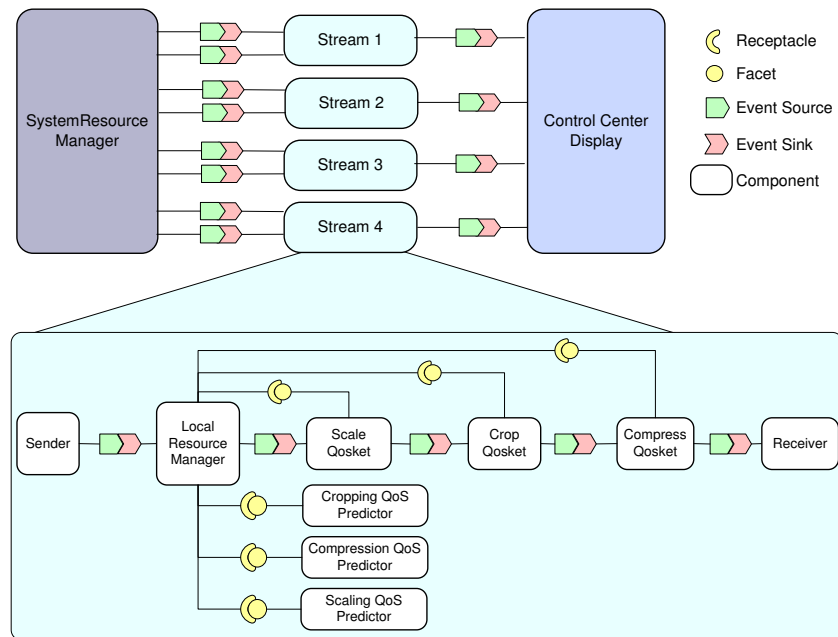 SystemResource
Manager
Stream 1
Stream 2
Stream 3
Stream 4
Control Center
Display
Receptacle
Facet
Event Source
Event Sink
Component
Sender
Local
Resource
Manager
Scale
Qosket
Crop
Qosket
Compress
Qosket
Receiver
Cropping QoS
Predictor
Compression QoS
Predictor
Scaling QoS
Predictor